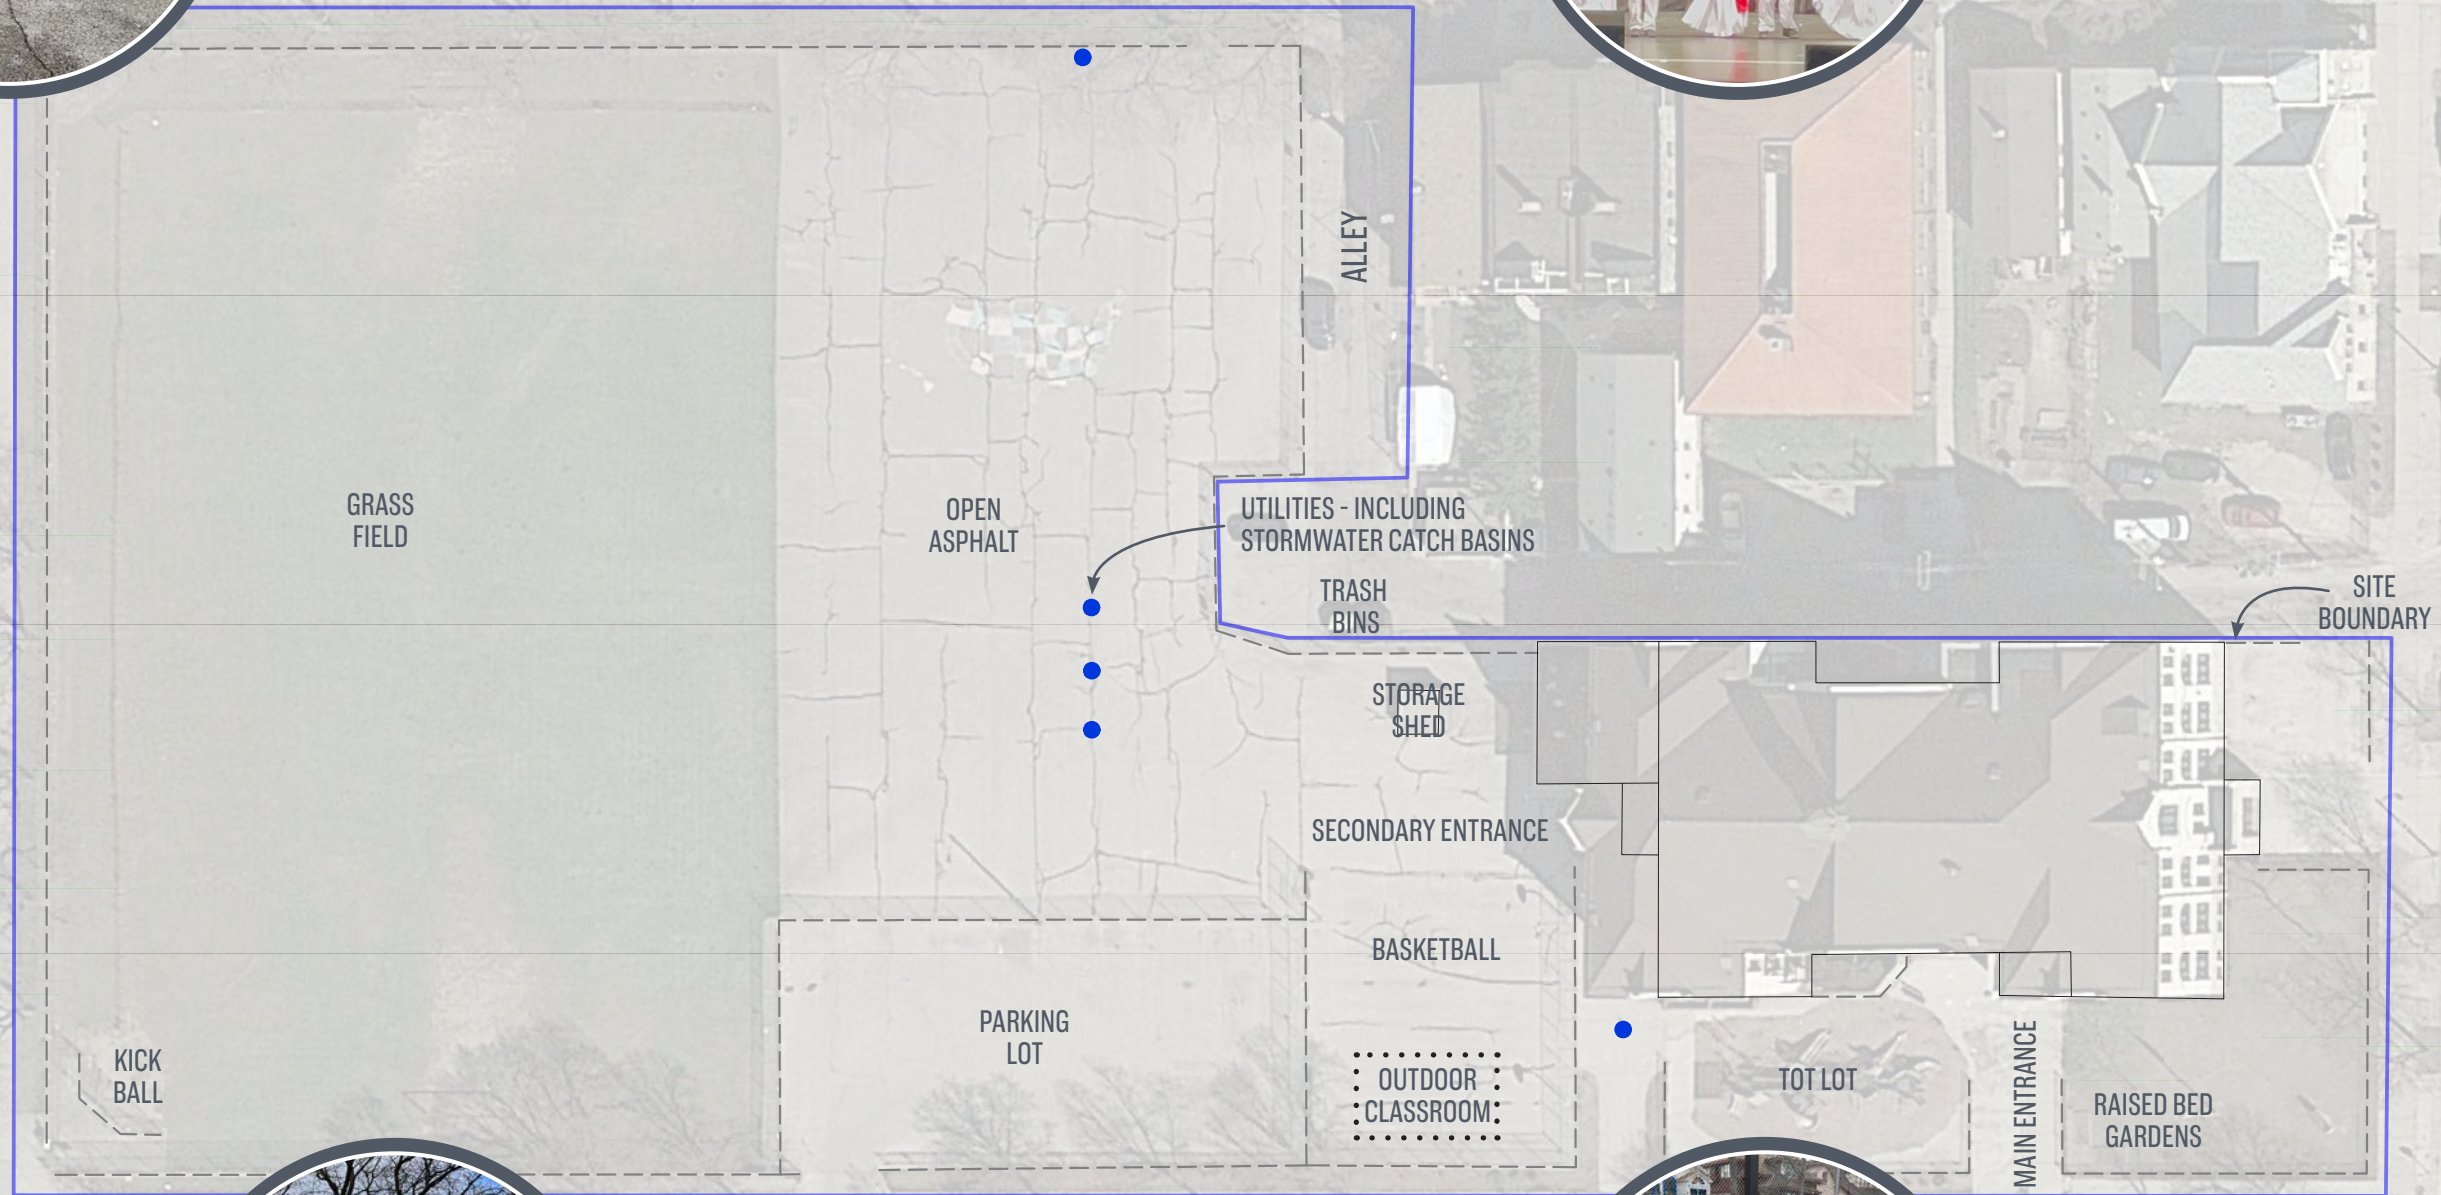 ALLEY
GRASS
FIELD
OPEN
ASPHALT
UTILITIES - INCLUDING
STORMWATER CATCH BASINS
TRASH
BINS
SITE
BOUNDARY
STORAGE
SHED
SECONDARY ENTRANCE
BASKETBALL
PARKING
LOT
KICK
BALL
OUTDOOR
CLASSROOM
TOT LOT
MAIN ENTRANCE
RAISED BED
GARDENS